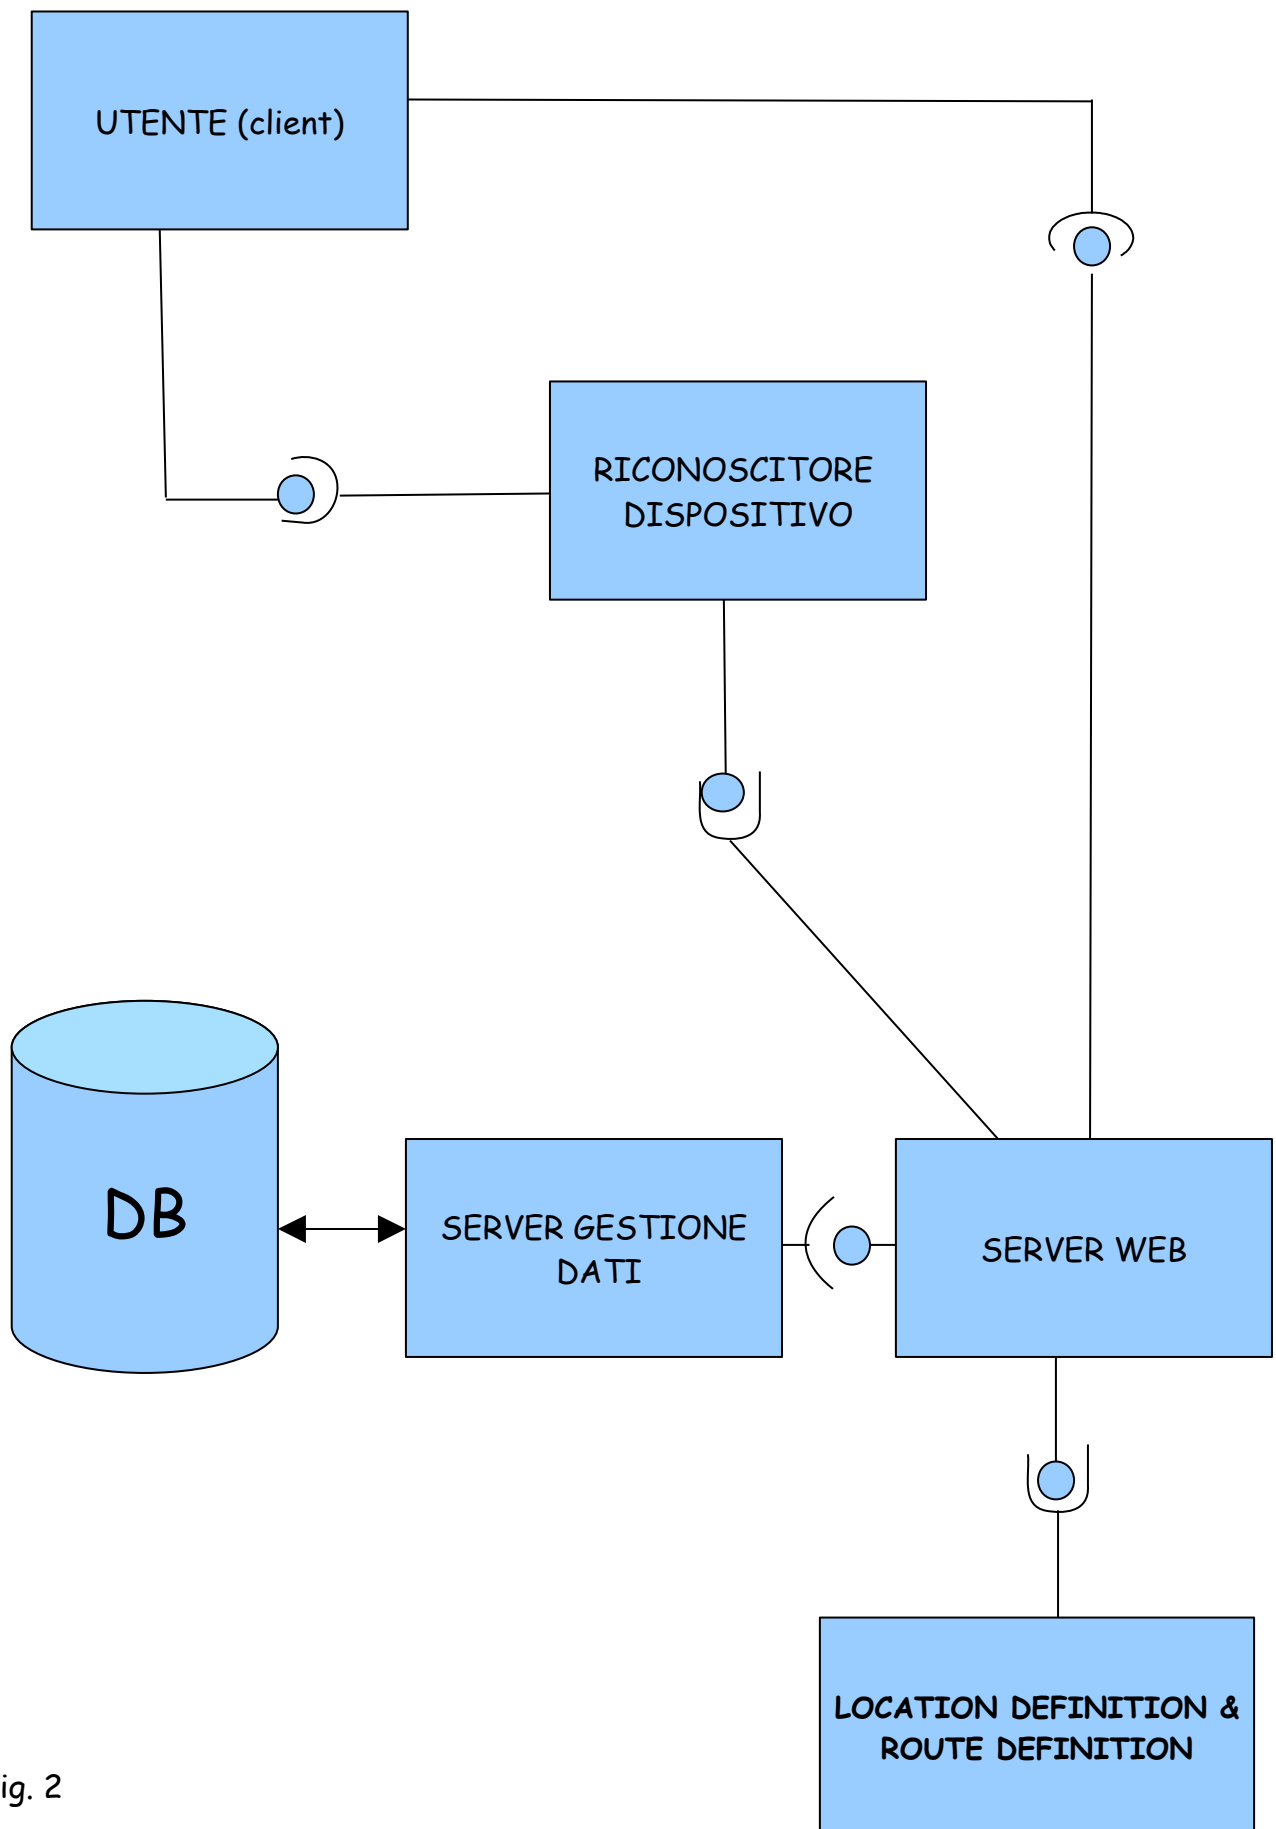 UTENTE (client)
RICONOSCITORE
DISPOSITIVO
DB
SERVER GESTIONE
DATI
SERVER WEB
LOCATION DEFINITION &
ROUTE DEFINITION
ig. 2